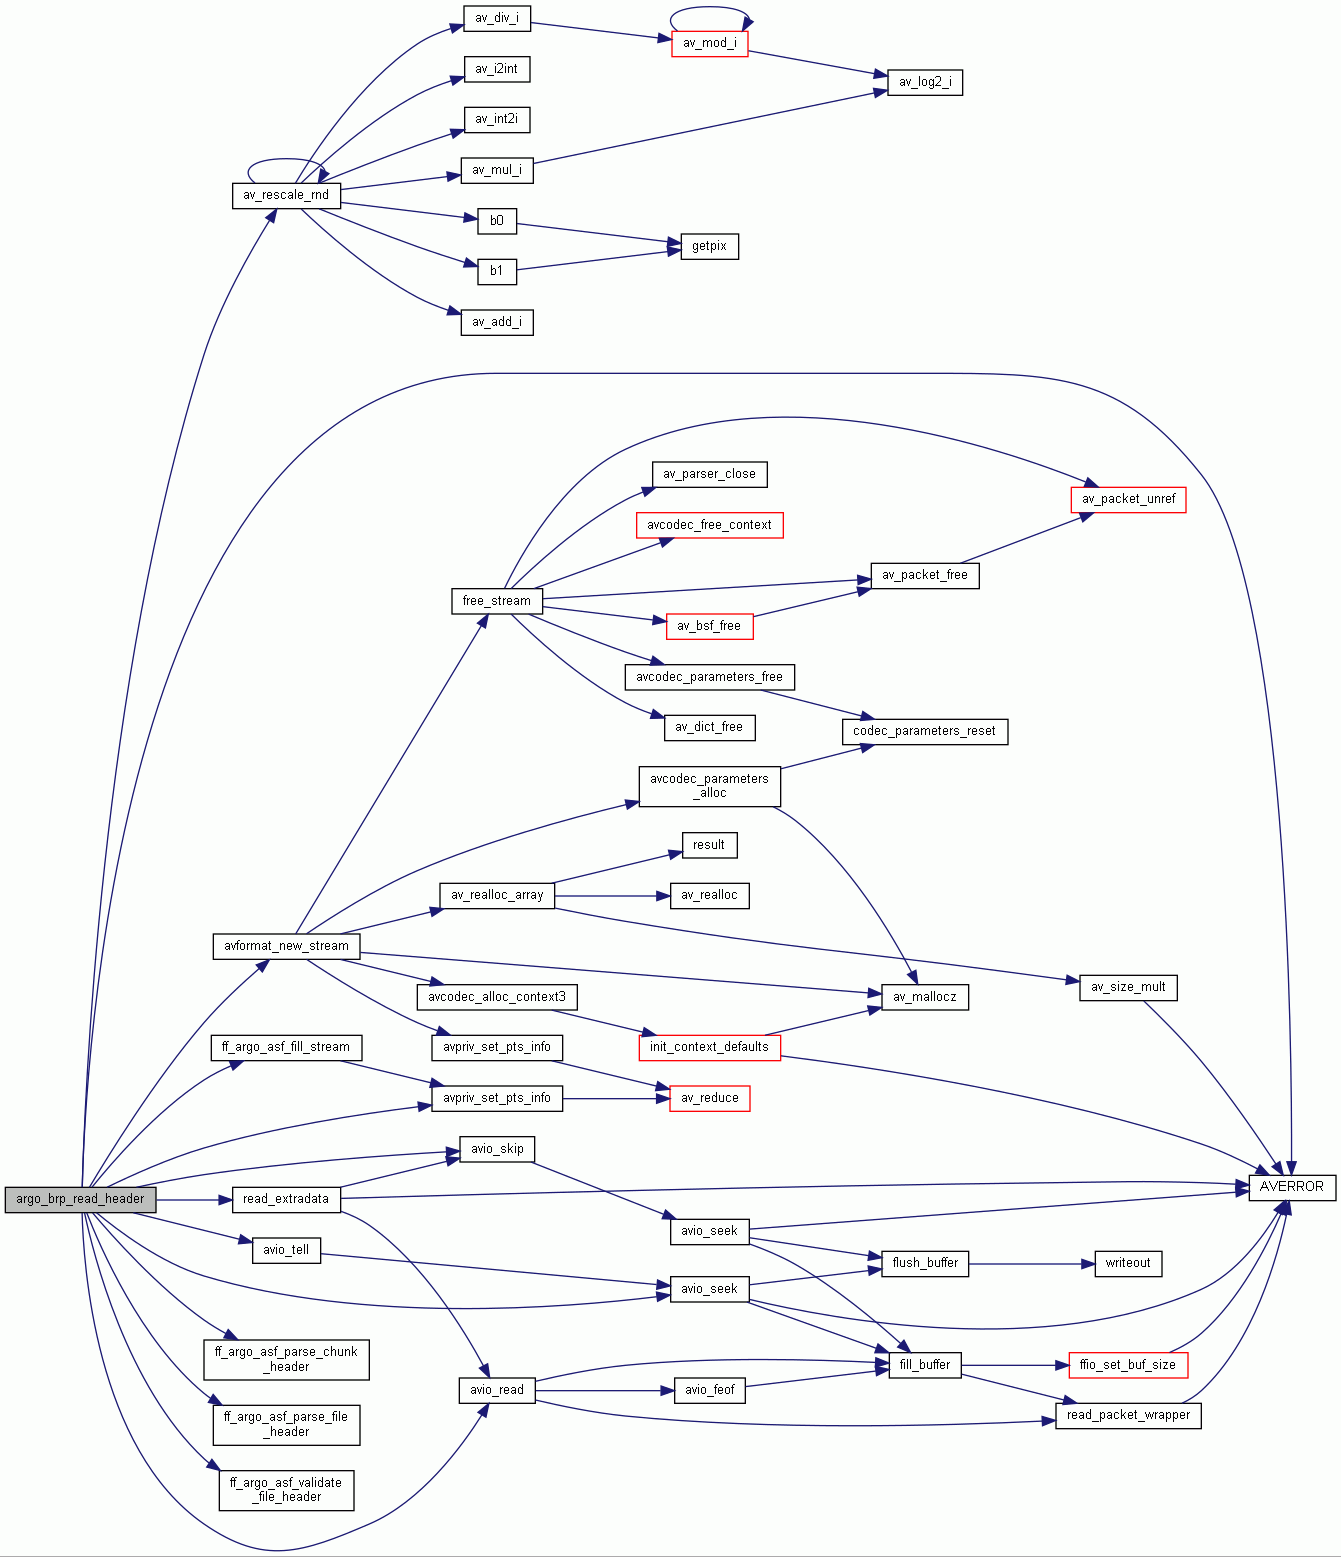 av_div_i
av_mod_i
av_i2int
av_log2_i
av_int2i
av_mul_i
av_rescale_rnd
b0
getpix
b1
av_add_i
av_parser_close
av_packet_unref
avcodec_free_context
av_packet_free
free_stream
av_bsf_free
avcodec_parameters_free
av_dict_free
codec_parameters_reset
avcodec_parameters
_alloc
result
av_realloc_array
av_realloc
avformat_new_stream
av_size_mult
avcodec_alloc_context3
av_mallocz
ff_argo_asf_fill_stream
avpriv_set_pts_info
init_context_defaults
avpriv_set_pts_info
av_reduce
avio_skip
AVERROR
argo_brp_read_header
read_extradata
avio_seek
avio_tell
flush_buffer
writeout
avio_seek
ff_argo_asf_parse_chunk
_header
fill_buffer
ffio_set_buf_size
avio_read
avio_feof
read_packet_wrapper
ff_argo_asf_parse_file
_header
ff_argo_asf_validate
_file_header